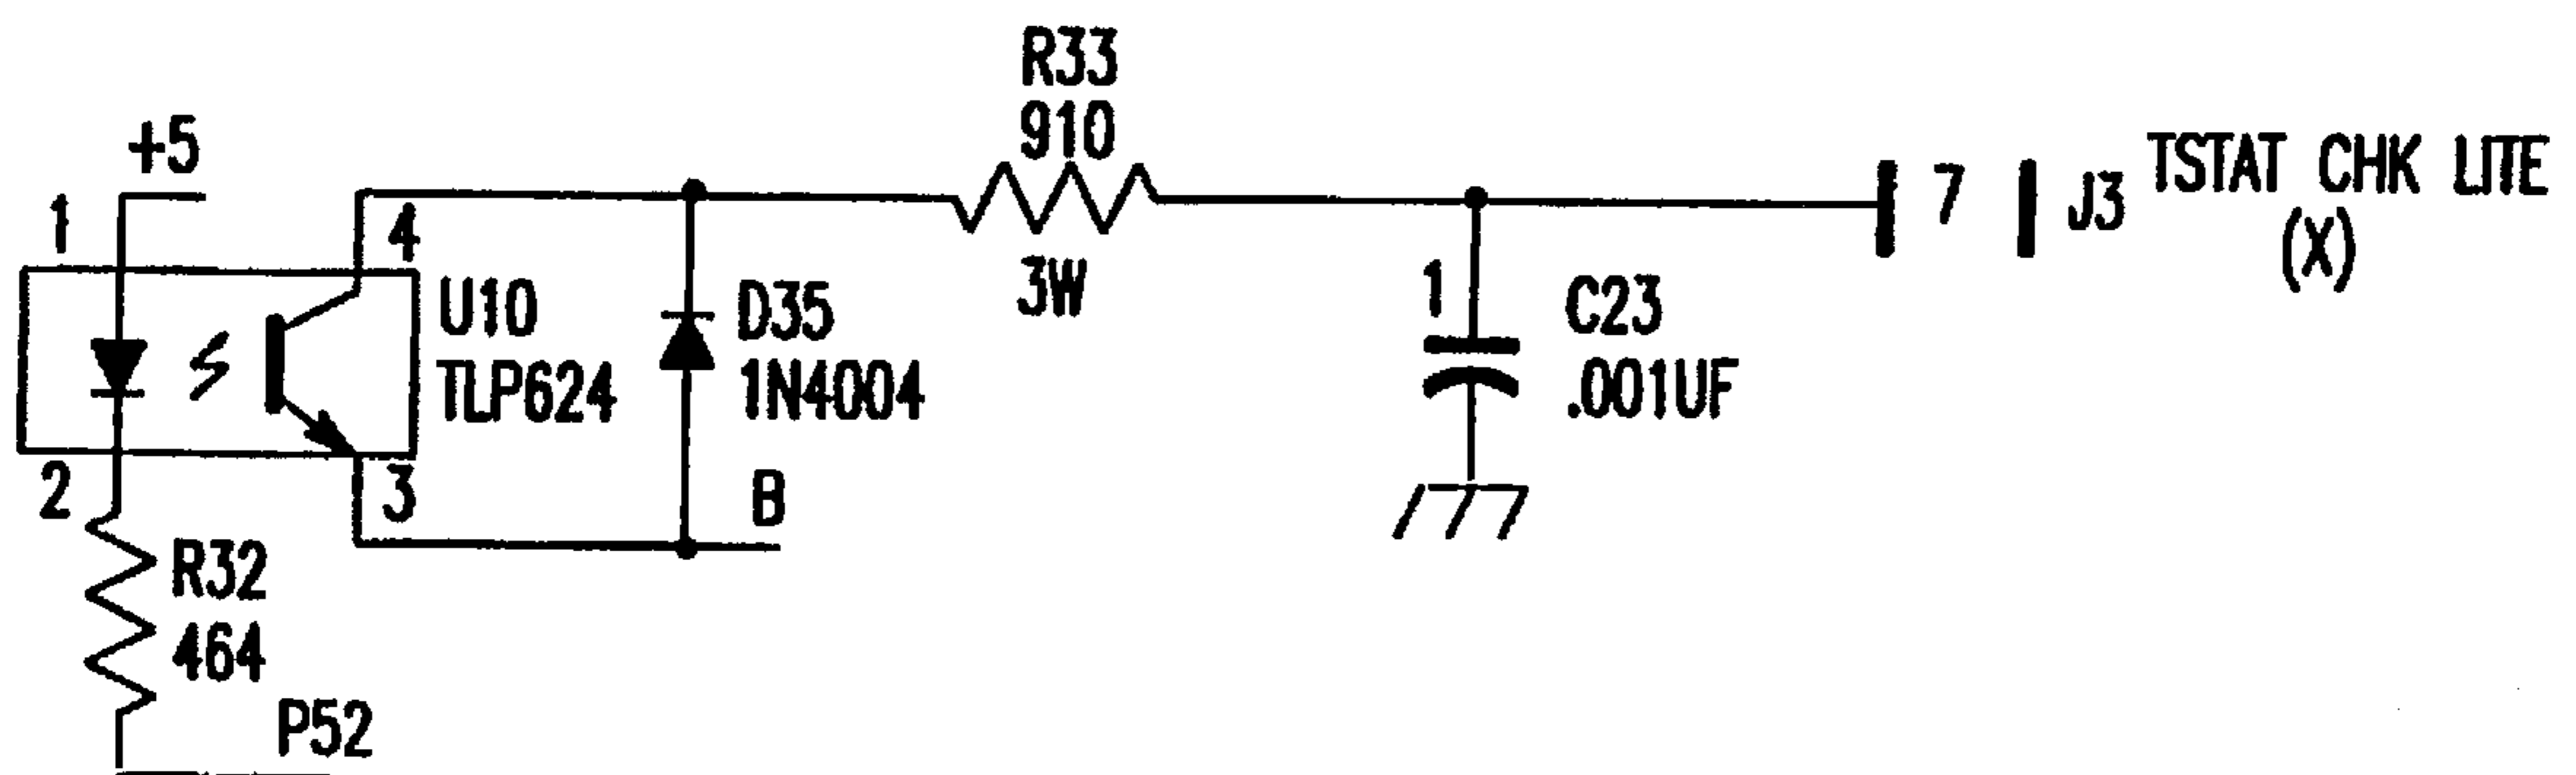 R33
910
3W
+5
1
4
U10
TLP624
2
3
D35
1N4004
B
R32
464
P52
1
C23
.001UF
7
J3
TSTAT CHK LITE
(X)